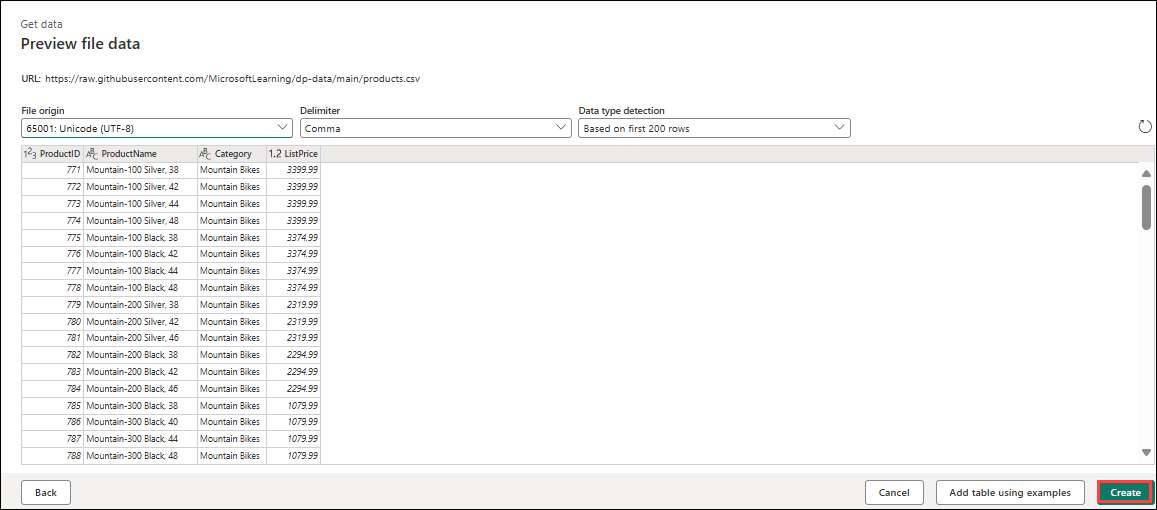 Get data
Preview file data
URL: https://raw.githubusercontent.com/MicrosoftLearning/dp-data/main/products.csv
File origin Delimiter Data type detection
65001: Unicode (UTF-8) Comma Based on first 200 rows
1 2 3 ProductID ABC ProductName ABC Category 1.2 ListPrice
771 Mountain-100 Silver, 38 Mountain Bikes 3399.99
772 Mountain-100 Silver, 42 Mountain Bikes 3399.99
773 Mountain-100 Silver, 44 Mountain Bikes 3399.99
774 Mountain-100 Silver, 48 Mountain Bikes 3399.99
775 Mountain-100 Black, 38 Mountain Bikes 3374.99
776 Mountain-100 Black, 42 Mountain Bikes 3374.99
777 Mountain-100 Black, 44 Mountain Bikes 3374.99
778 Mountain-100 Black, 48 Mountain Bikes 3374.99
779 Mountain-200 Silver, 38 Mountain Bikes 2319.99
780 Mountain-200 Silver, 42 Mountain Bikes 2319.99
781 Mountain-200 Silver, 46 Mountain Bikes 2319.99
782 Mountain-200 Black, 38 Mountain Bikes 2294.99
783 Mountain-200 Black, 42 Mountain Bikes 2294.99
784 Mountain-200 Black, 46 Mountain Bikes 2294.99
785 Mountain-300 Black, 38 Mountain Bikes 1079.99
786 Mountain-300 Black, 40 Mountain Bikes 1079.99
787 Mountain-300 Black, 44 Mountain Bikes 1079.99
788 Mountain-300 Black, 48 Mountain Bikes 1079.99
Back Cancel Add table using examples Create